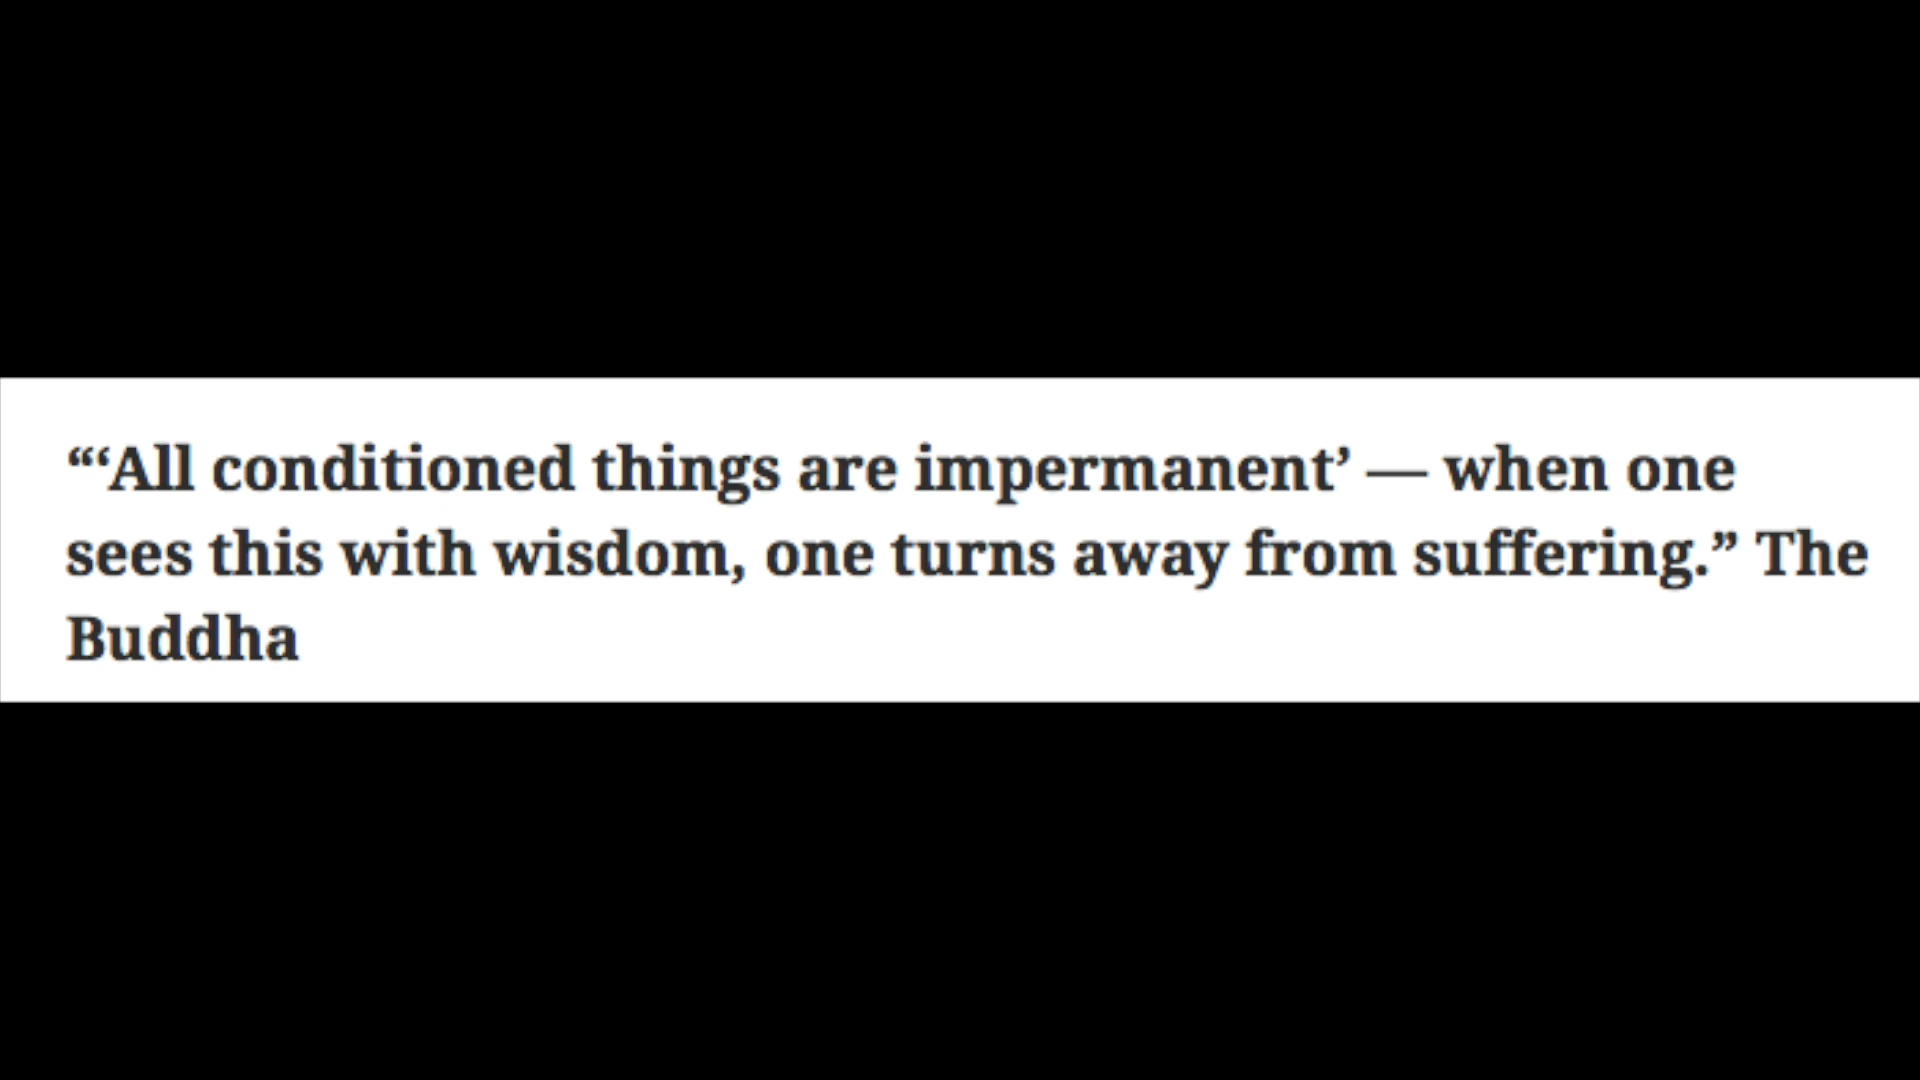 “‘All conditioned things are impermanent’ — when one
sees this with wisdom, one turns away from suffering.” The
Buddha